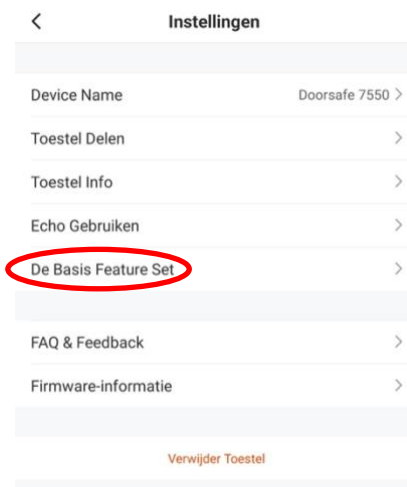 Instellingen
Device Name Doorsafe 7550
Toestel Delen
Toestel Info
Echo Gebruiken
De Basis Feature Set
FAQ & Feedback
Firmware-informatie
Verwijder Toestel